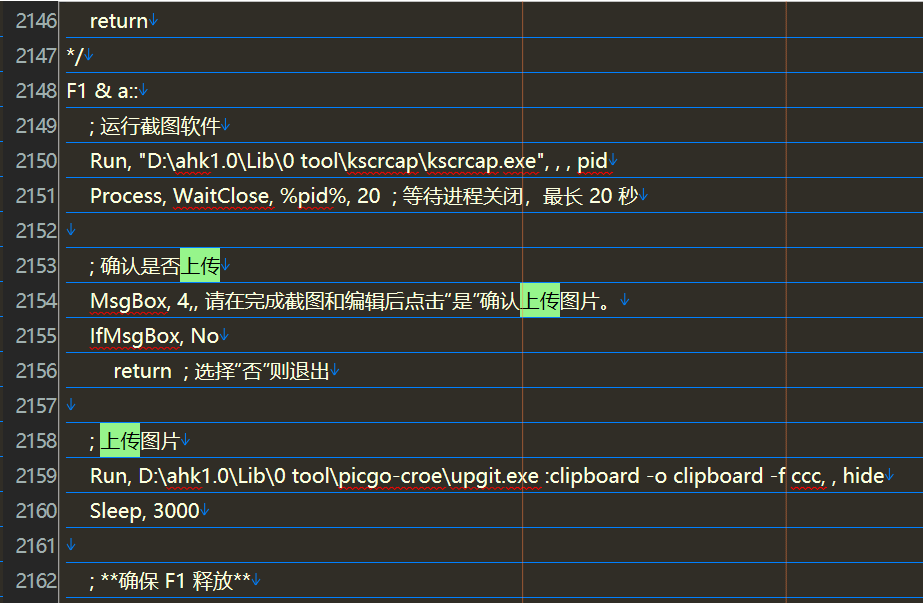 2146 return↓
2147 */↓
2148 F1 & a::↓
2149 ; 运行截图软件↓
2150 Run, "D:\ahk1.0\Lib\0 tool\kscrcap\kscrcap.exe", , , pid↓
2151 Process, WaitClose, %pid%, 20  ; 等待进程关闭，最长 20 秒↓
2152 ↓
2153 ; 确认是否上传↓
2154 MsgBox, 4,, 请在完成截图和编辑后点击“是”确认上传图片。↓
2155 IfMsgBox, No↓
2156 return  ; 选择“否”则退出↓
2157 ↓
2158 ; 上传图片↓
2159 Run, D:\ahk1.0\Lib\0 tool\picgo-croe\upgit.exe :clipboard -o clipboard -f ccc, , hide↓
2160 Sleep, 3000↓
2161 ↓
2162 ; **确保 F1 释放**↓